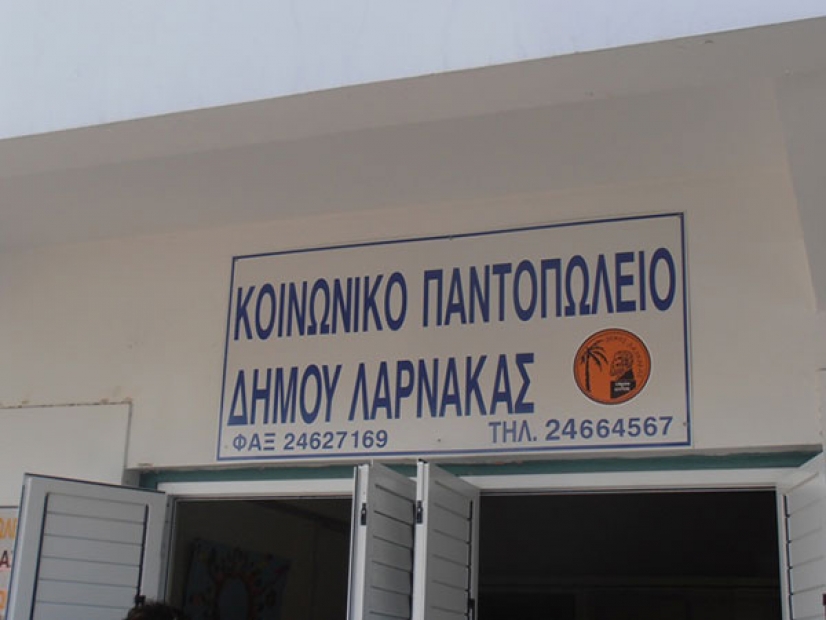 ΚΟΙΝΩΝΙΚΟ ΠΑΝΤΟΠΩΛΕΙΟ
ΔΗΜΟΥ ΛΑΡΝΑΚΑΣ
ΦΑΞ 24627169 ΤΗΛ. 24664567